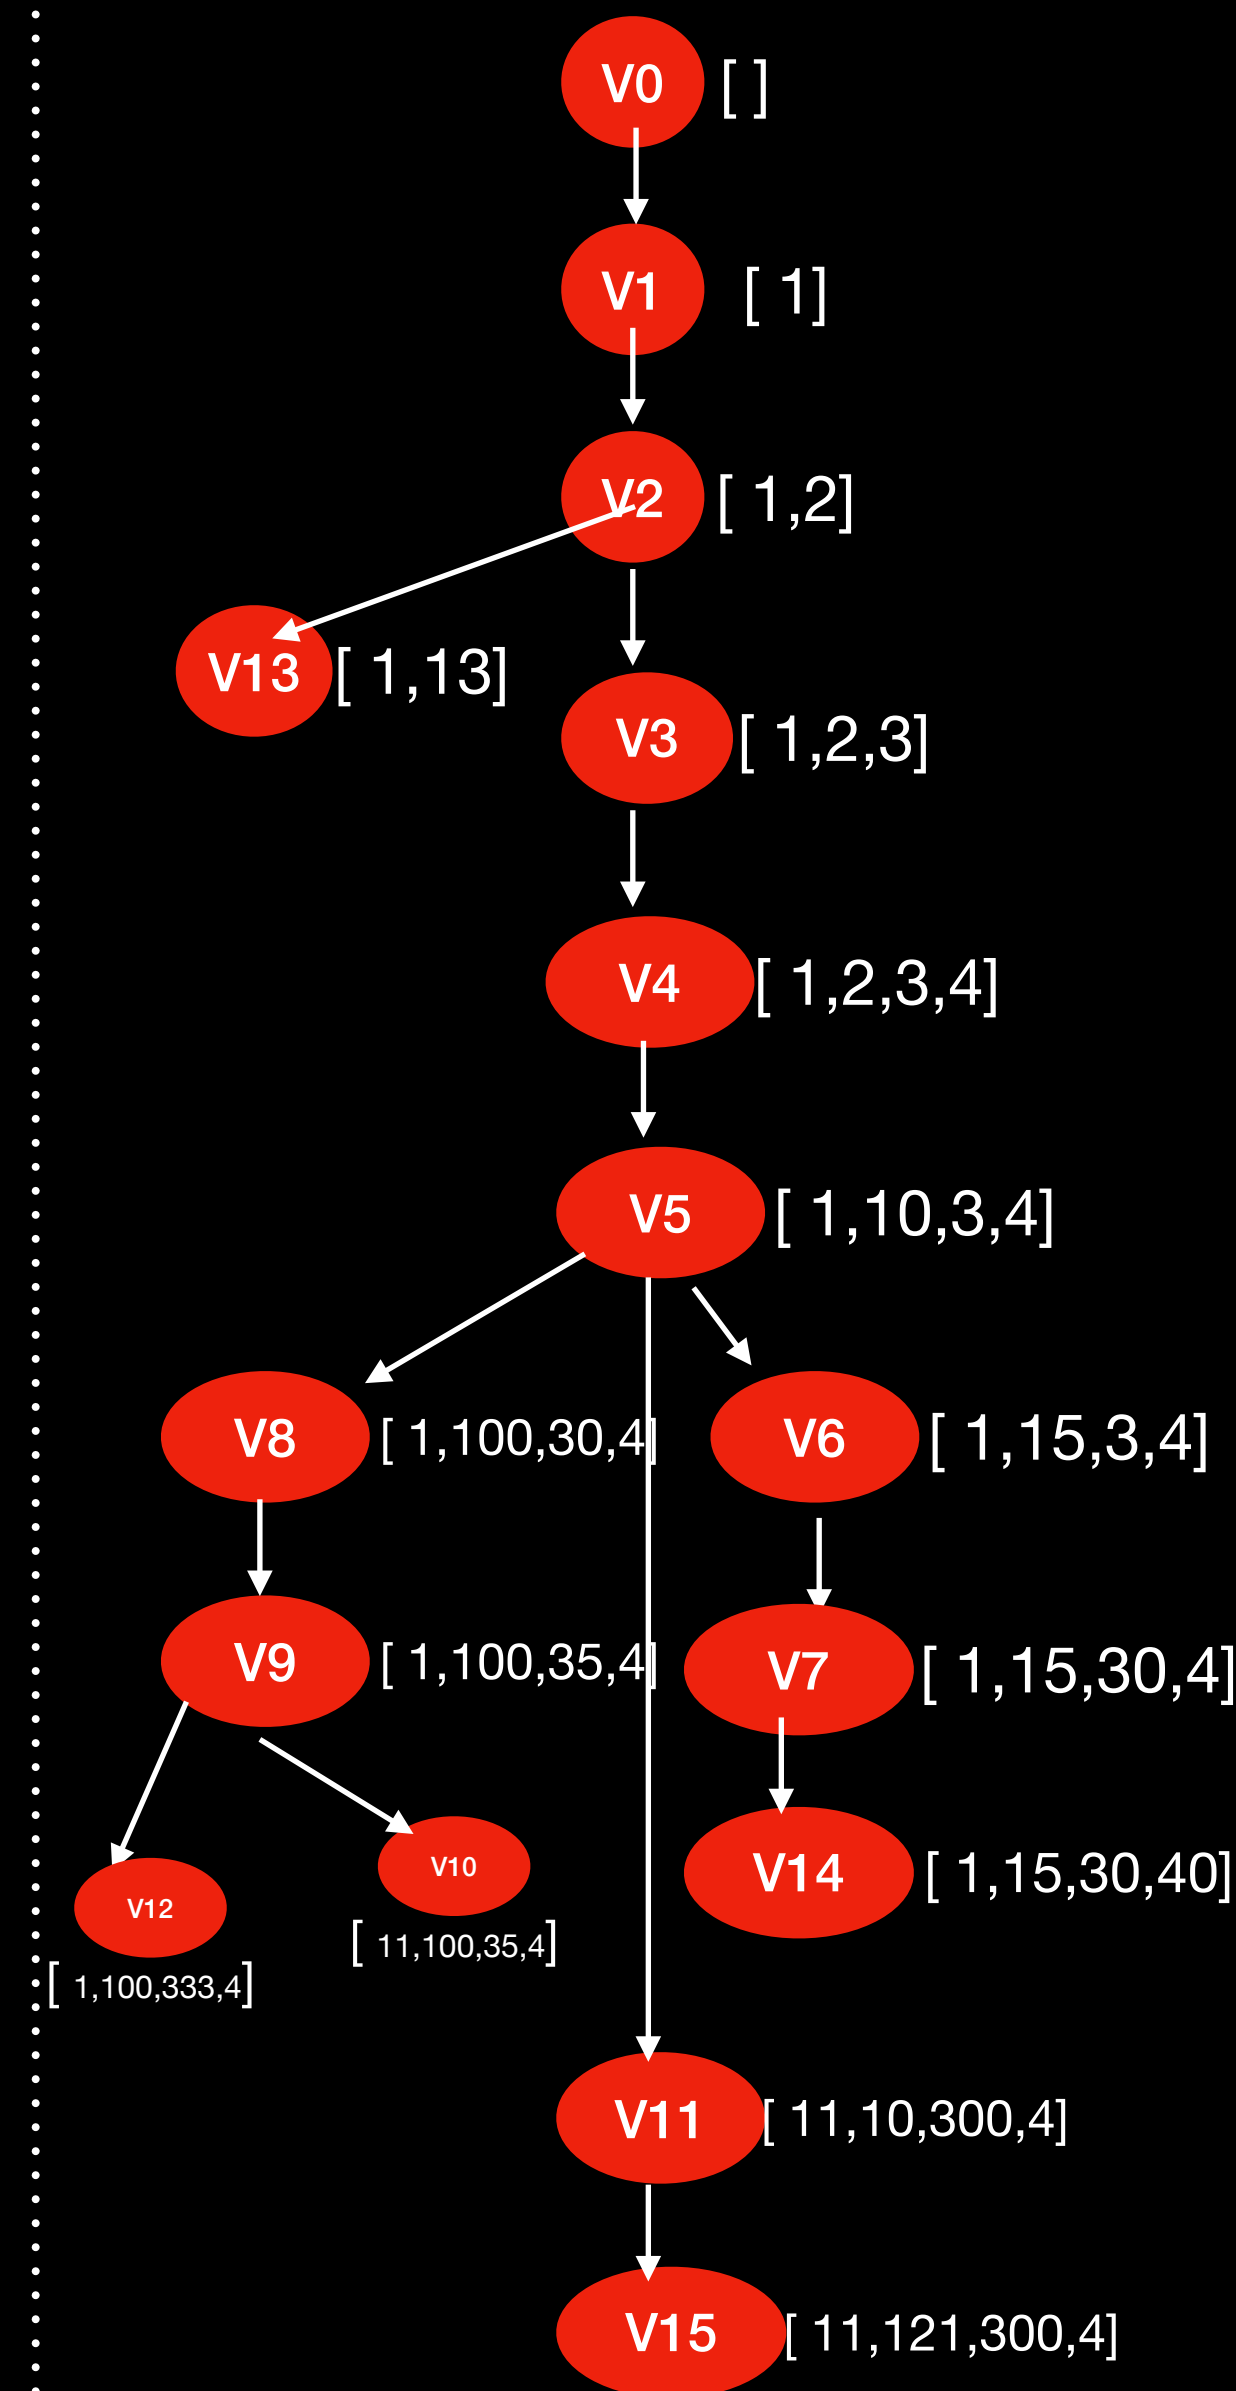 V0 [ ]
V1 [ 1]
V2 [ 1,2]
V13 [ 1,13]
V3 [ 1,2,3]
V4 [ 1,2,3,4]
V5 [ 1,10,3,4]
V8 [ 1,100,30,4]
V6 [ 1,15,3,4]
V9 [ 1,100,35,4]
V7 [ 1,15,30,4]
V10
[ 11,100,35,4]
V12
[ 1,100,333,4]
V14 [ 1,15,30,40]
V11 [ 11,10,300,4]
V15 [ 11,121,300,4]